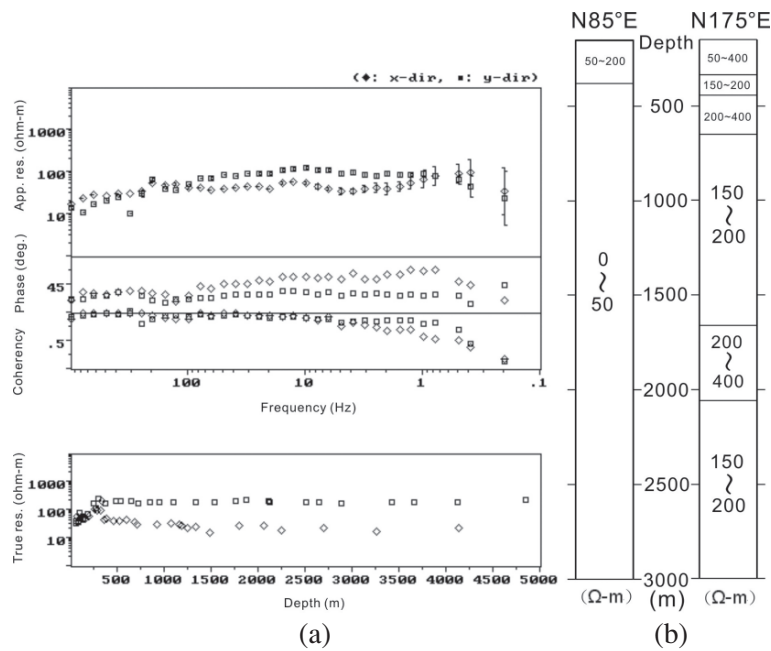 (◆: x-dir, ▪: y-dir)
App. res. (ohm-m)
1000
100
10
Phase (deg.)
45
Coherency
.5
100
10
1
.1
Frequency (Hz)
True res. (ohm-m)
1000
100
10
500
1000
1500
2000
2500
3000
3500
4000
4500
5000
Depth (m)
(a)
N85°E
N175°E
Depth
50~200
50~400
150~200
200~400
500
1000
1500
2000
2500
3000
0
~
50
150
~
200
200
~
400
150
~
200
(Ω-m)
(m)
(Ω-m)
(b)